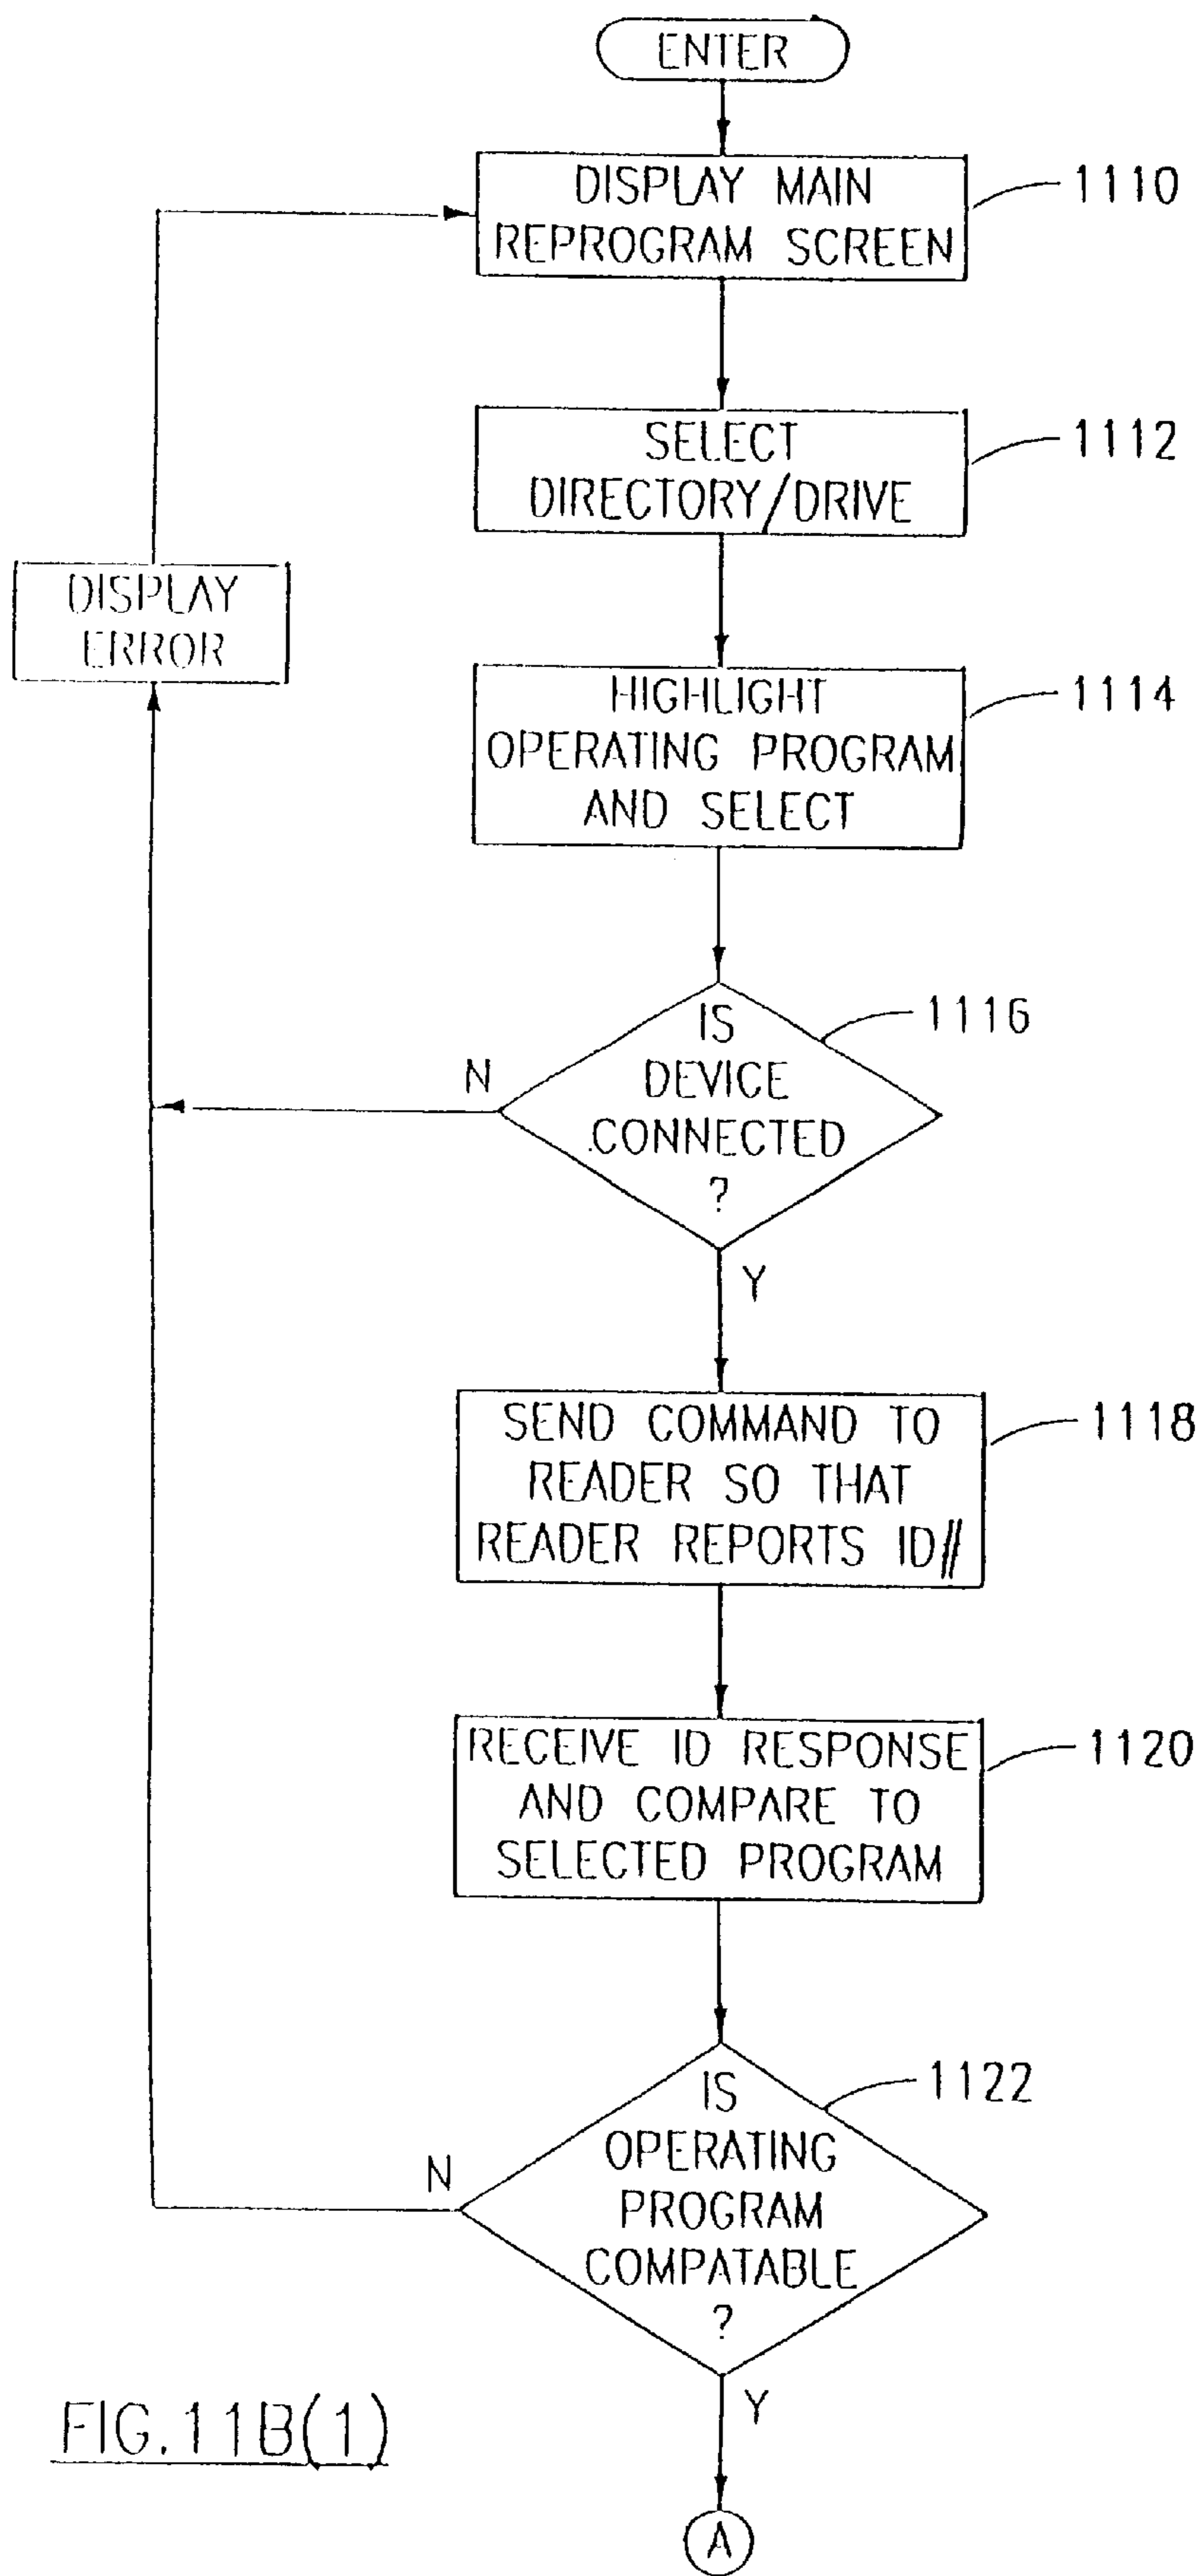 ENTER
DISPLAY MAIN
REPROGRAM SCREEN
1110
SELECT
DIRECTORY/DRIVE
1112
DISPLAY
ERROR
HIGHLIGHT
OPERATING PROGRAM
AND SELECT
1114
IS
DEVICE
CONNECTED
?
1116
N
Y
SEND COMMAND TO
READER SO THAT
READER REPORTS ID#
1118
RECEIVE ID RESPONSE
AND COMPARE TO
SELECTED PROGRAM
1120
IS
OPERATING
PROGRAM
COMPATABLE
?
1122
N
Y
FIG.11B(1)
A